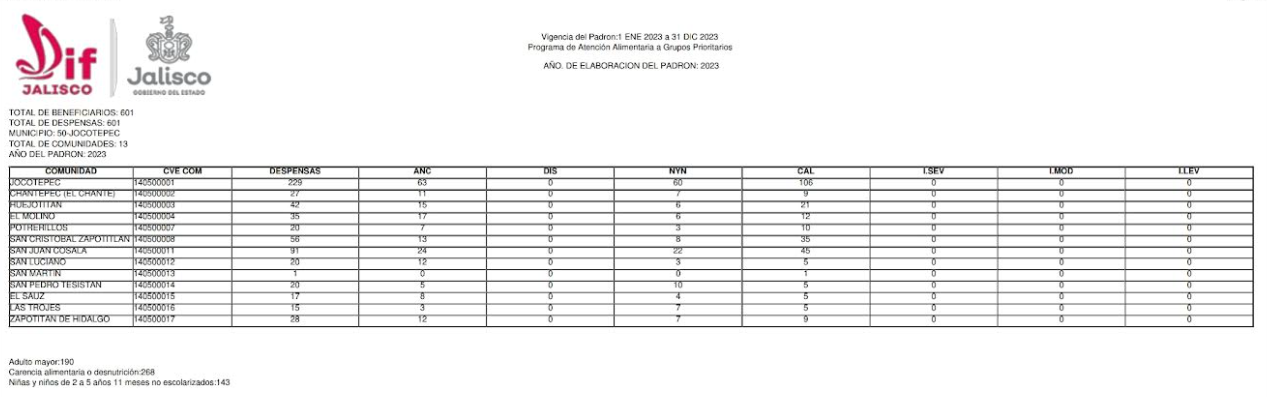 Dif
JALISCO
Jalisco
GOBIERNO DEL ESTADO
Vigencia del Padron:1 ENE 2023 a 31 DIC 2023
Programa de Atención Alimentaria a Grupos Prioritarios
AÑO. DE ELABORACION DEL PADRON: 2023
TOTAL DE BENEFICIARIOS: 601
TOTAL DE DESPENSAS: 601
MUNICIPIO: 50-JOCOTEPEC
TOTAL DE COMUNIDADES: 13
AÑO DEL PADRON: 2023
COMUNIDAD CVE COM DESPENSAS ANC DIS NYN CAL I.SEV I.MOD I.LEV
JOCOTEPEC 140500001 229 63 0 60 106 0 0 0
CHANTEPEC (EL CHANTE) 140500002 27 11 0 7 9 0 0 0
HUEJOTITAN 140500003 42 15 0 6 21 0 0 0
EL MOLINO 140500004 35 17 0 6 12 0 0 0
POTRERILLOS 140500007 20 7 0 3 10 0 0 0
SAN CRISTOBAL ZAPOTITLAN 140500008 56 13 0 8 35 0 0 0
SAN JUAN COSALA 140500011 91 24 0 22 45 0 0 0
SAN LUCIANO 140500012 20 12 0 3 5 0 0 0
SAN MARTIN 140500013 1 0 0 0 1 0 0 0
SAN PEDRO TESISTAN 140500014 20 5 0 10 5 0 0 0
EL SAUZ 140500015 17 8 0 4 5 0 0 0
LAS TROJES 140500016 15 3 0 7 5 0 0 0
ZAPOTITAN DE HIDALGO 140500017 28 12 0 7 9 0 0 0
Adulto mayor:190
Carencia alimentaria o desnutrición:268
Niñas y niños de 2 a 5 años 11 meses no escolarizados:143